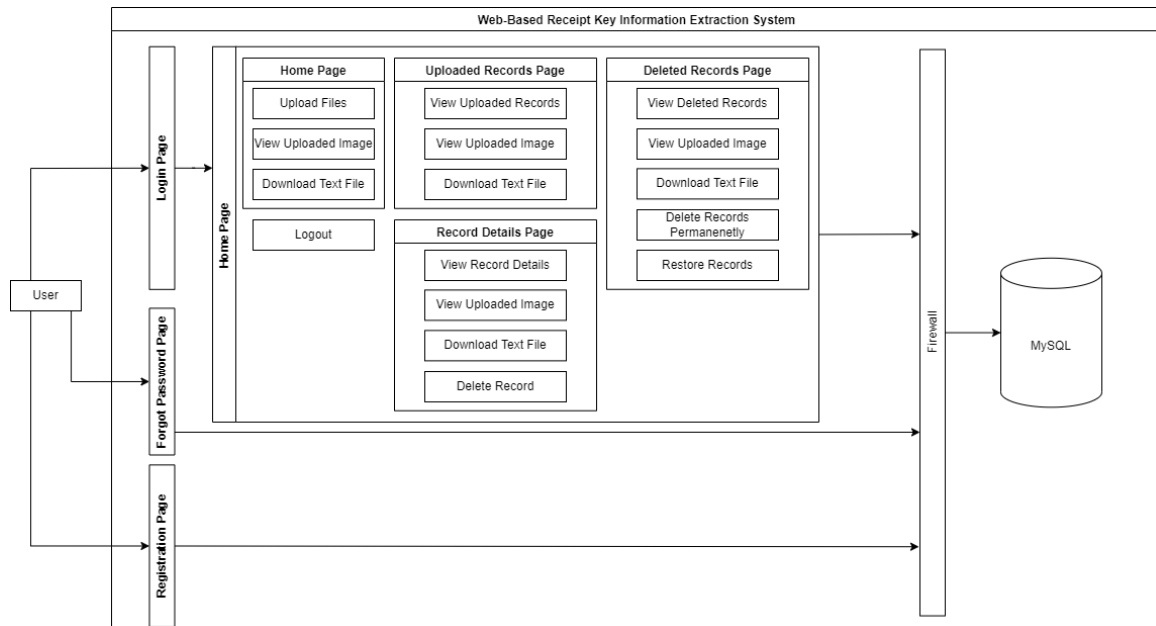 Web-Based Receipt Key Information Extraction System
User
Login Page
Forgot Password Page
Registration Page
Home Page
Home Page
Upload Files
View Uploaded Image
Download Text File
Logout
Uploaded Records Page
View Uploaded Records
View Uploaded Image
Download Text File
Record Details Page
View Record Details
View Uploaded Image
Download Text File
Delete Record
Deleted Records Page
View Deleted Records
View Uploaded Image
Download Text File
Delete Records
Permanenetly
Restore Records
Firewall
MySQL